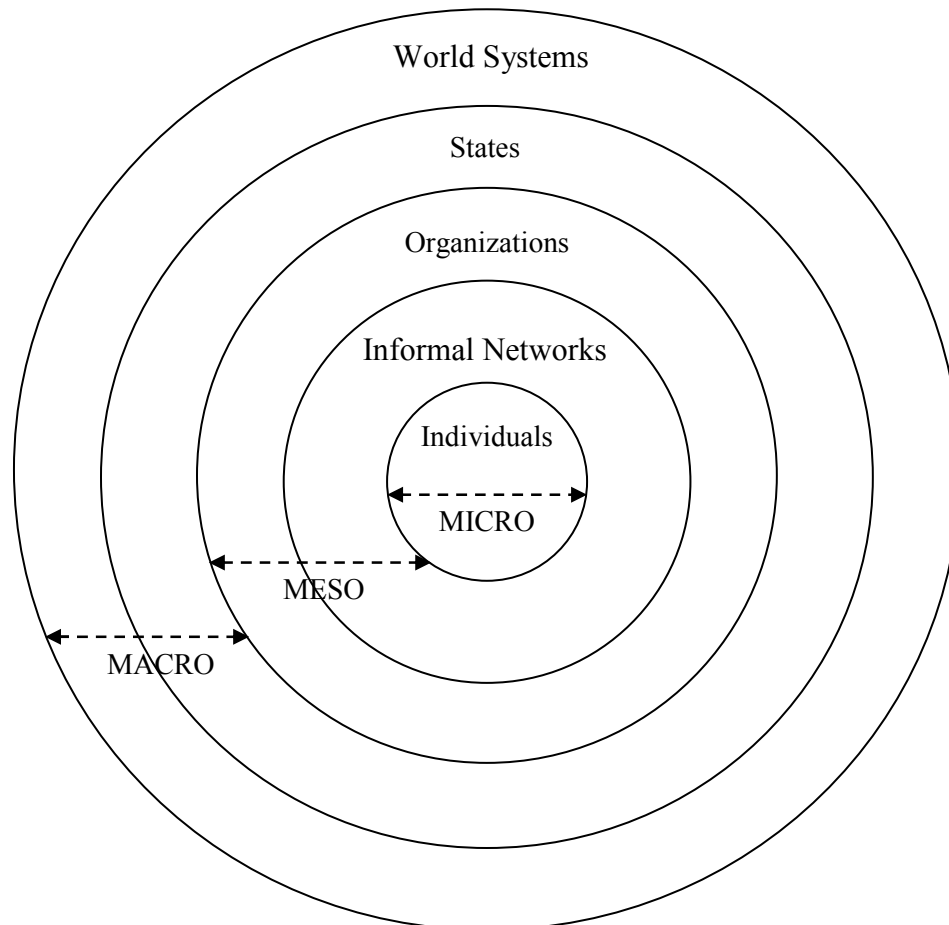 World Systems
States
Organizations
Informal Networks
Individuals
MICRO
MESO
MACRO